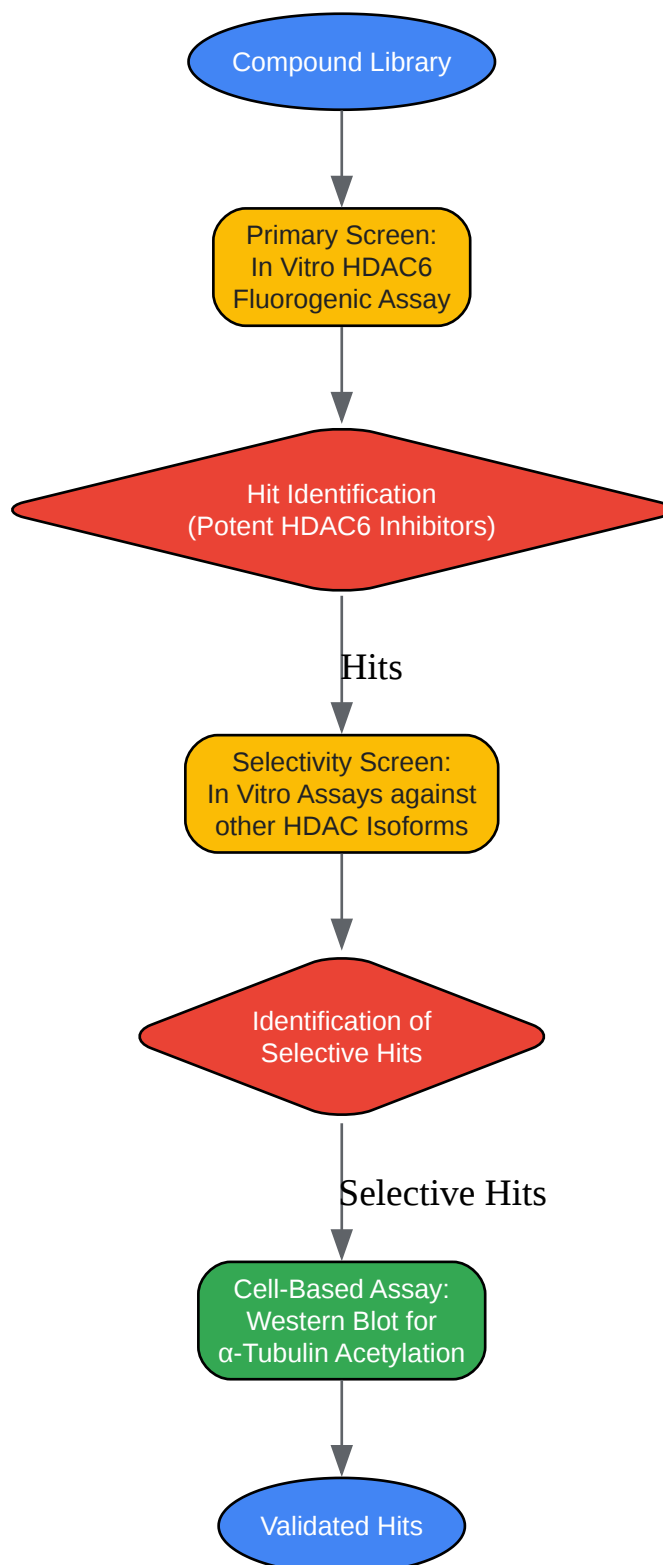 Compound Library
Primary Screen:
In Vitro HDAC6
Fluorogenic Assay
Hit Identification
(Potent HDAC6 Inhibitors)
Hits
Selectivity Screen:
In Vitro Assays against
other HDAC Isoforms
Identification of
Selective Hits
Selective Hits
Cell-Based Assay:
Western Blot for
α-Tubulin Acetylation
Validated Hits